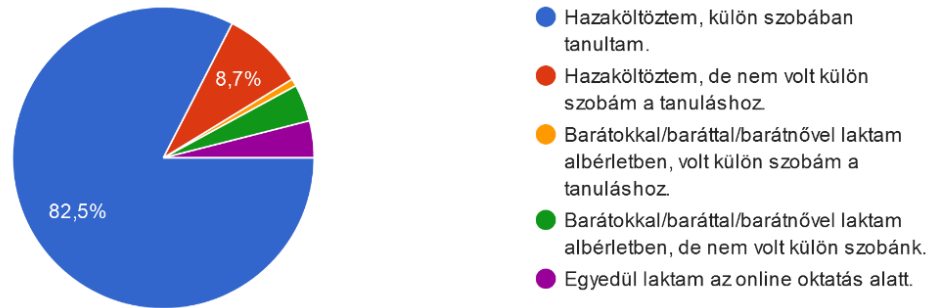 8,7%
82,5%
Hazaköltöztem, külön szobában
tanultam.
Hazaköltöztem, de nem volt külön
szobám a tanuláshoz.
Barátokkal/baráttal/barátnővel laktam
albérletben, volt külön szobám a
tanuláshoz.
Barátokkal/baráttal/barátnővel laktam
albérletben, de nem volt külön szobánk.
Egyedül laktam az online oktatás alatt.